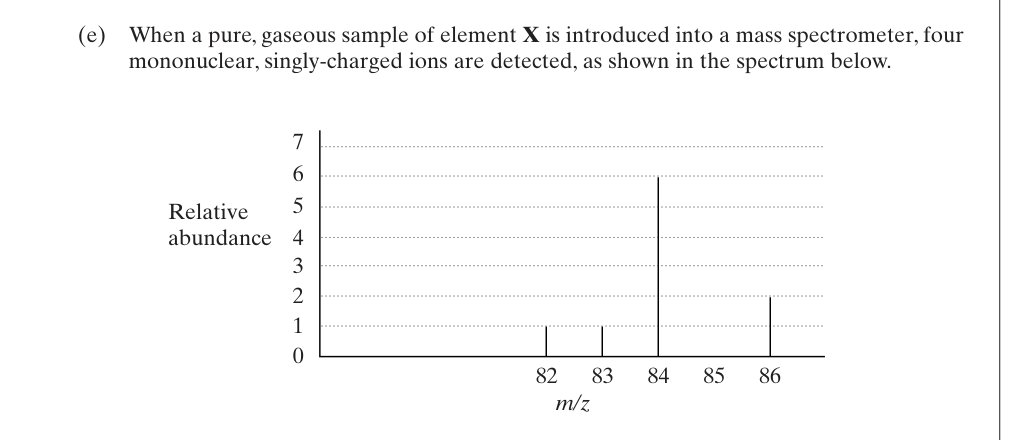 (e) When a pure, gaseous sample of element X is introduced into a mass spectrometer, four
mononuclear, singly-charged ions are detected, as shown in the spectrum below.
7
6
5
Relative
abundance 4
3
2
1
0
82 83 84 85 86
m/z